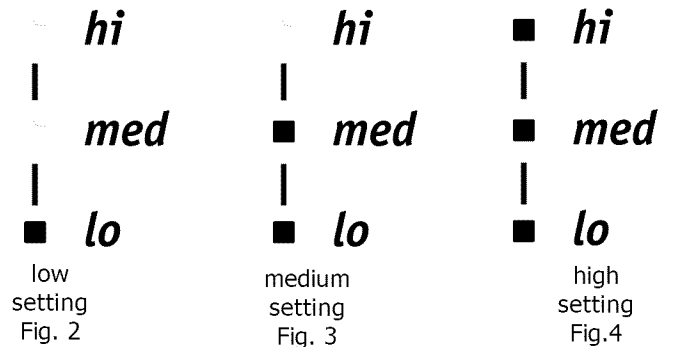 hi
med
lo
low
setting
Fig. 2
hi
med
lo
medium
setting
Fig. 3
hi
med
lo
high
setting
Fig.4